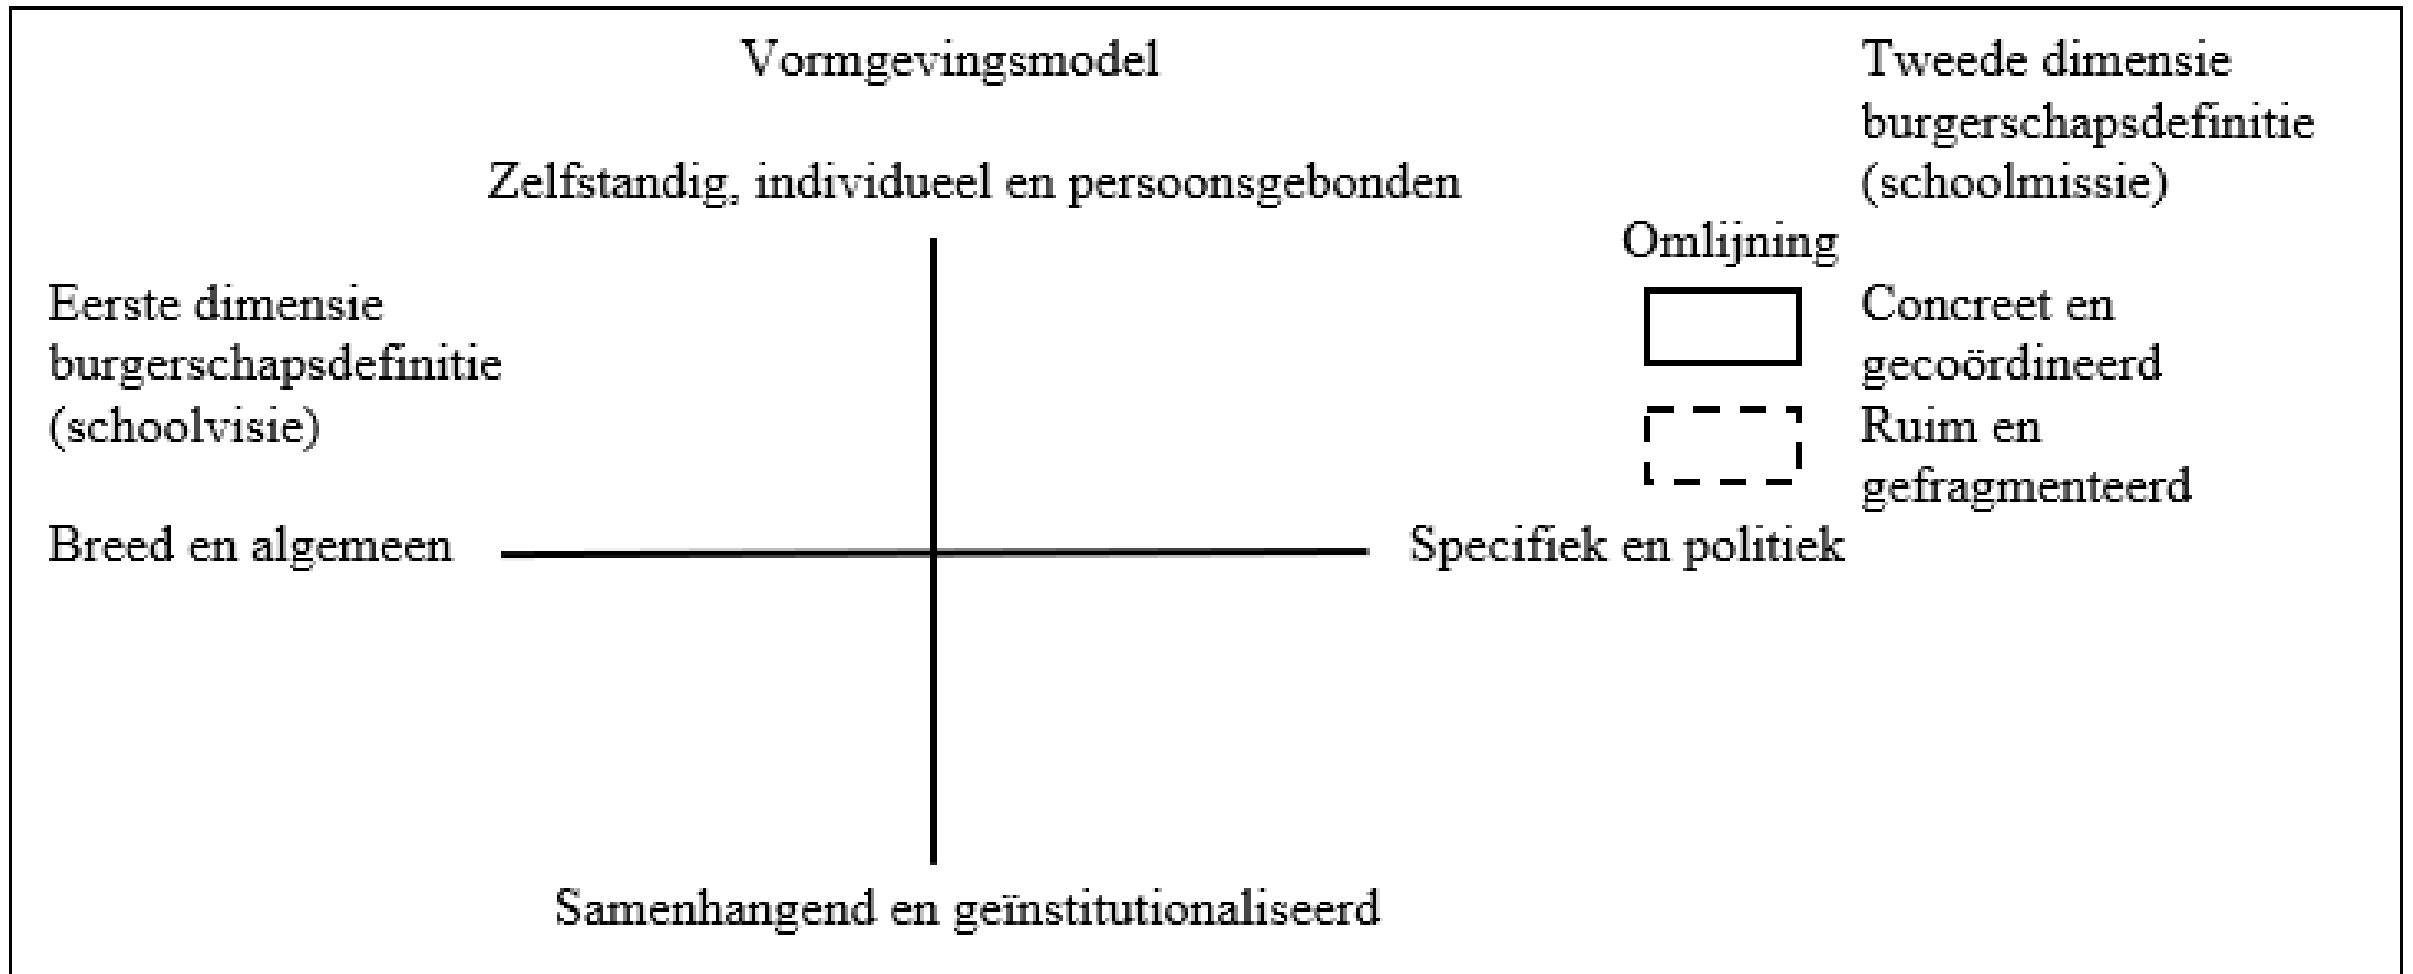 Vormgevingsmodel
Zelfstandig, individueel en persoonsgebonden
Eerste dimensie
burgerschapsdefinitie
(schoolvisie)
Breed en algemeen
Specifiek en politiek
Samenhangend en geïnstitutionaliseerd
Tweede dimensie
burgerschapsdefinitie
(schoolmissie)
Omlijning
Concreet en
gecoördineerd
Ruim en
gefragmenteerd